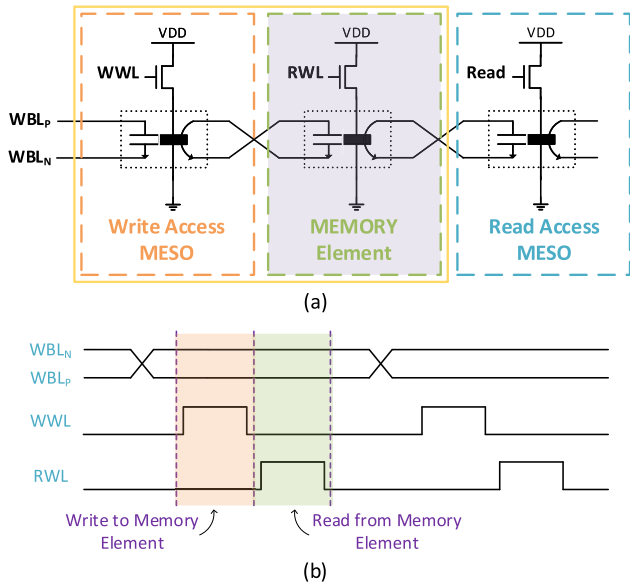 VDD
VDD
VDD
WWL
RWL
Read
WBLP
WBLN
Write Access
MESO
MEMORY
Element
Read Access
MESO
(a)
WBLN
WBLP
WWL
RWL
Write to Memory
Element
Read from Memory
Element
(b)